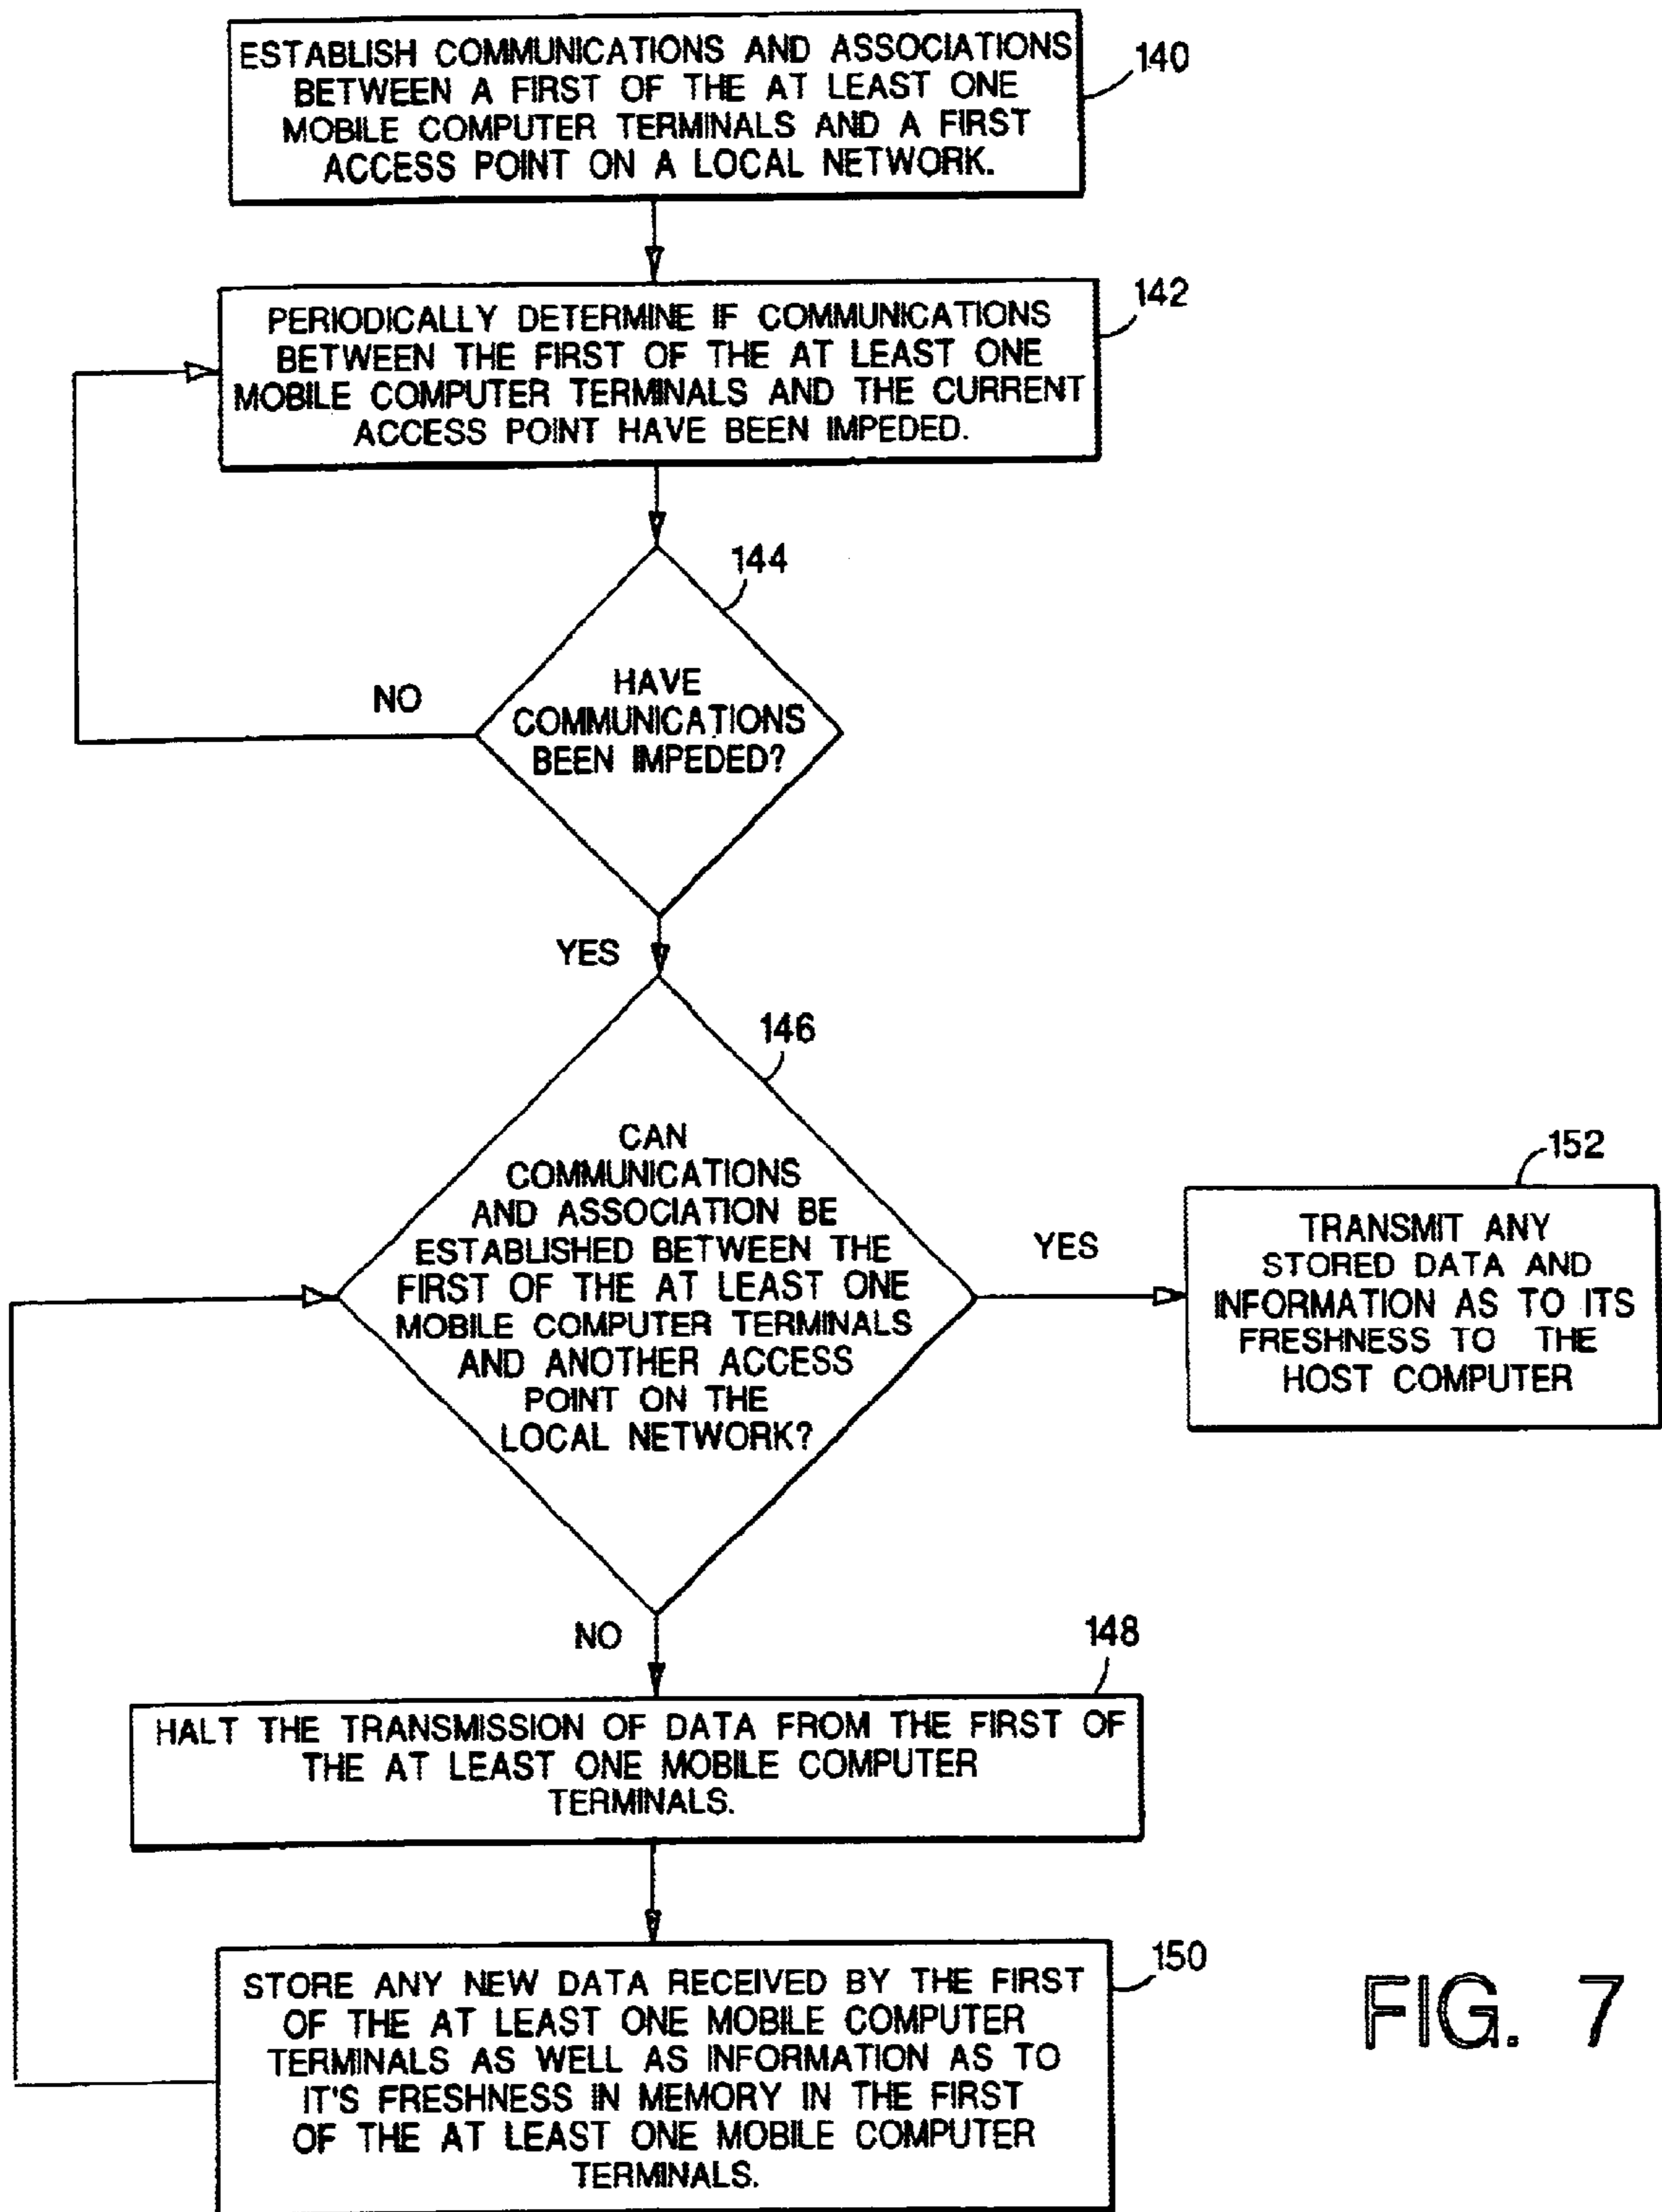 ESTABLISH COMMUNICATIONS AND ASSOCIATIONS
BETWEEN A FIRST OF THE AT LEAST ONE
MOBILE COMPUTER TERMINALS AND A FIRST
ACCESS POINT ON A LOCAL NETWORK.
140
PERIODICALLY DETERMINE IF COMMUNICATIONS
BETWEEN THE FIRST OF THE AT LEAST ONE
MOBILE COMPUTER TERMINALS AND THE CURRENT
ACCESS POINT HAVE BEEN IMPEDED.
142
144
HAVE
COMMUNICATIONS
BEEN IMPEDED?
NO
YES
146
CAN
COMMUNICATIONS
AND ASSOCIATION BE
ESTABLISHED BETWEEN THE
FIRST OF THE AT LEAST ONE
MOBILE COMPUTER TERMINALS
AND ANOTHER ACCESS
POINT ON THE
LOCAL NETWORK?
YES
152
TRANSMIT ANY
STORED DATA AND
INFORMATION AS TO ITS
FRESHNESS TO THE
HOST COMPUTER
NO
148
HALT THE TRANSMISSION OF DATA FROM THE FIRST OF
THE AT LEAST ONE MOBILE COMPUTER
TERMINALS.
150
STORE ANY NEW DATA RECEIVED BY THE FIRST
OF THE AT LEAST ONE MOBILE COMPUTER
TERMINALS AS WELL AS INFORMATION AS TO
IT'S FRESHNESS IN MEMORY IN THE FIRST
OF THE AT LEAST ONE MOBILE COMPUTER
TERMINALS.
FIG. 7